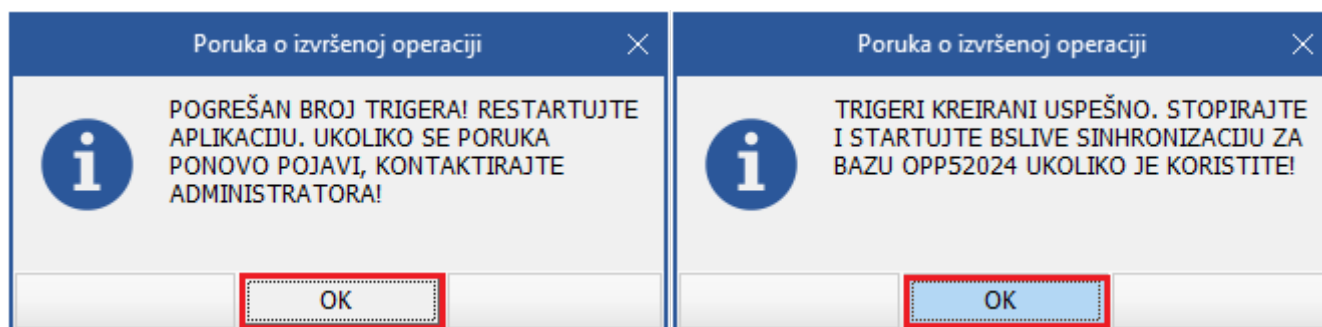 Poruka o izvršenoj operaciji
POGREŠAN BROJ TRIGERA! RESTARTUJTE
APLIKACIJU. UKOLIKO SE PORUKA
PONOVO POJAVI, KONTAKTIRAJTE
ADMINISTRATORA!
OK
Poruka o izvršenoj operaciji
TRIGERI KREIRANI USPEŠNO. STOPIRAJTE
I STARTUJTE BSLIVE SINHRONIZACIJU ZA
BAZU OPP52024 UKOLIKO JE KORISTITE!
OK